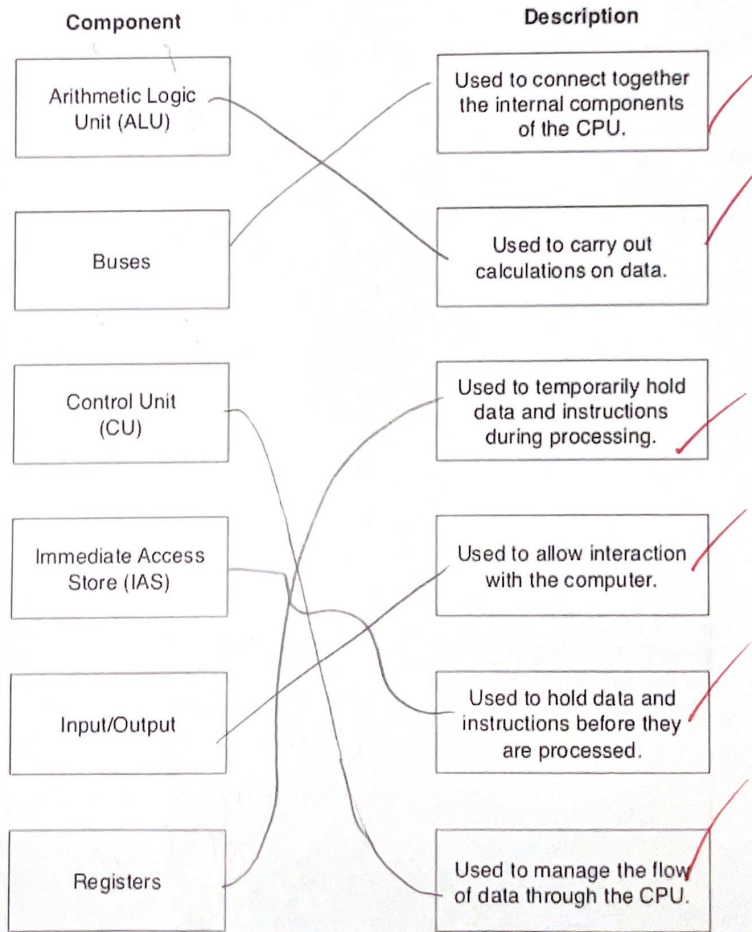 Component
Description
Arithmetic Logic
Unit (ALU)
Used to connect together
the internal components
of the CPU.
Buses
Used to carry out
calculations on data.
Control Unit
(CU)
Used to temporarily hold
data and instructions
during processing.
Immediate Access
Store (IAS)
Used to allow interaction
with the computer.
Input/Output
Used to hold data and
instructions before they
are processed.
Registers
Used to manage the flow
of data through the CPU.